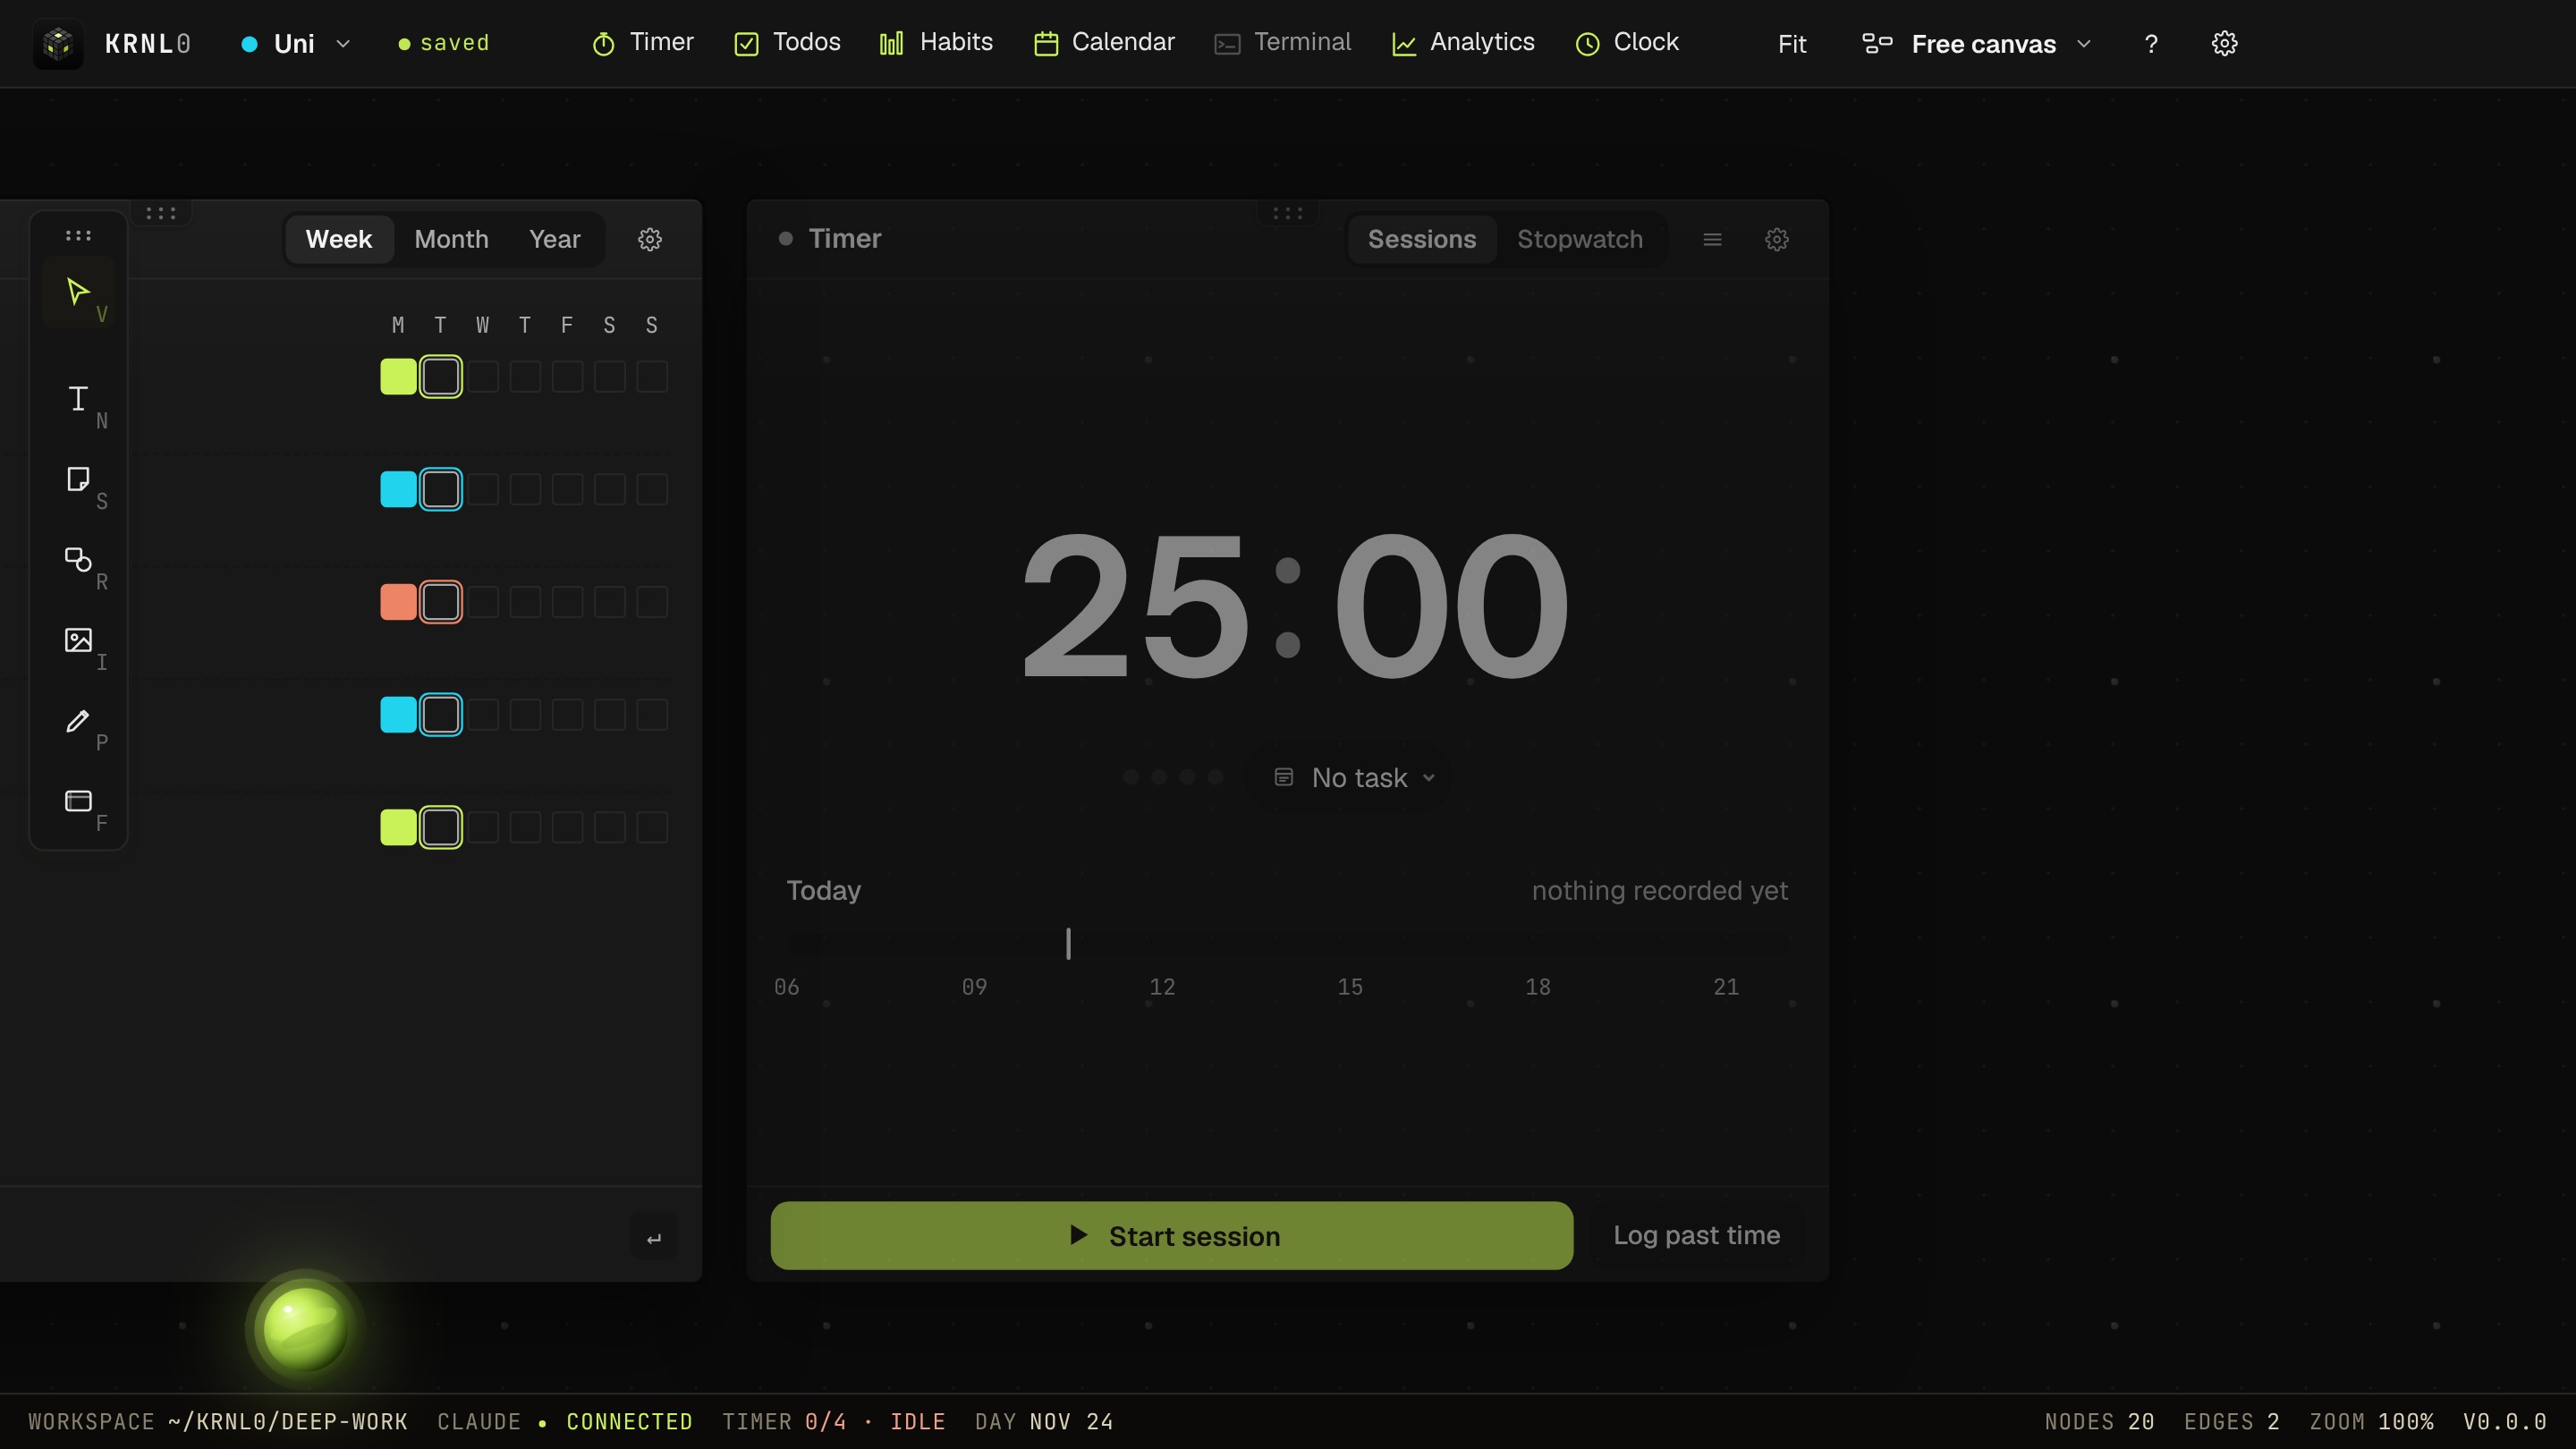 KRNL0 Uni saved Timer Todos Habits Calendar Terminal Analytics Clock Fit Free canvas ?
Week Month Year
Timer Sessions Stopwatch
V
M T W T F S S
N
S
R
I
P
F
25:00
No task
Today nothing recorded yet
06 09 12 15 18 21
Start session Log past time
WORKSPACE ~/KRNL0/DEEP-WORK CLAUDE • CONNECTED TIMER 0/4 · IDLE DAY NOV 24 NODES 20 EDGES 2 ZOOM 100% V0.0.0